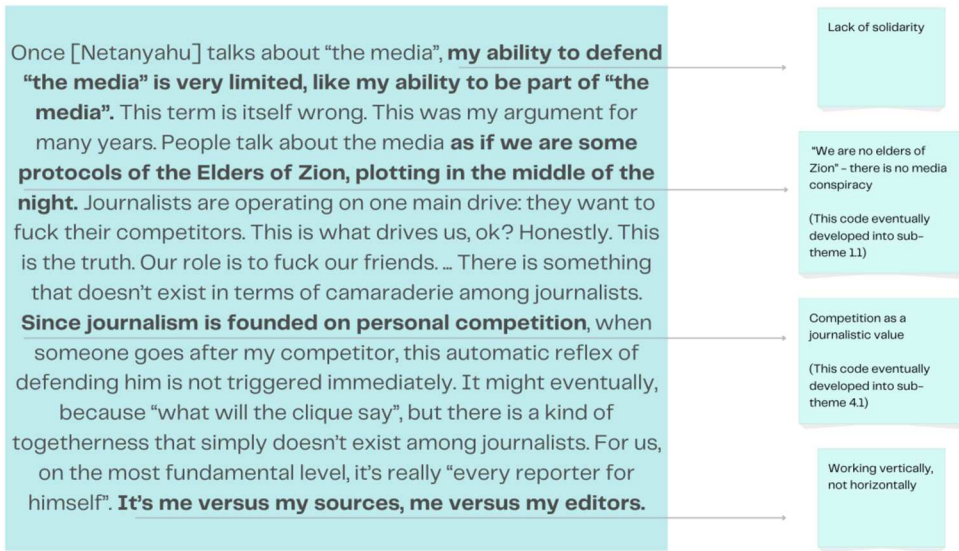 Once [Netanyahu] talks about “the media”, my ability to defend
“the media” is very limited, like my ability to be part of “the
media”. This term is itself wrong. This was my argument for
many years. People talk about the media as if we are some
protocols of the Elders of Zion, plotting in the middle of the
night. Journalists are operating on one main drive: they want to
fuck their competitors. This is what drives us, ok? Honestly. This
is the truth. Our role is to fuck our friends. ... There is something
that doesn’t exist in terms of camaraderie among journalists.
Since journalism is founded on personal competition, when
someone goes after my competitor, this automatic reflex of
defending him is not triggered immediately. It might eventually,
because “what will the clique say”, but there is a kind of
togetherness that simply doesn’t exist among journalists. For us,
on the most fundamental level, it’s really “every reporter for
himself”. It’s me versus my sources, me versus my editors.
Lack of solidarity
“We are no elders of
Zion” - there is no media
conspiracy
(This code eventually
developed into sub-
theme 1.1)
Competition as a
journalistic value
(This code eventually
developed into sub-
theme 4.1)
Working vertically,
not horizontally